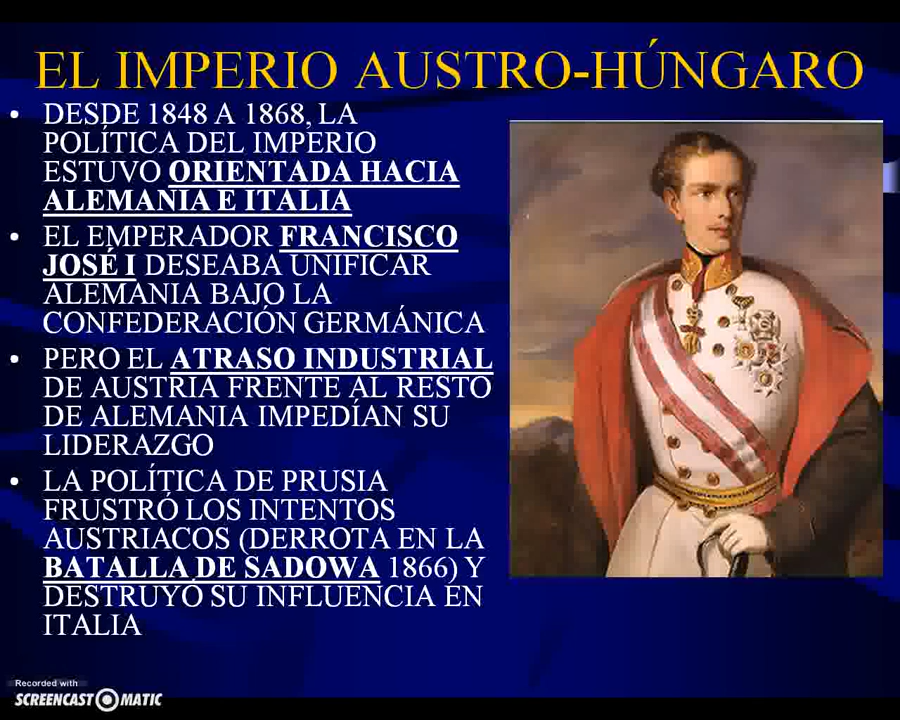 EL IMPERIO AUSTRO-HÚNGARO
• DESDE 1848 A 1868, LA
POLÍTICA DEL IMPERIO
ESTUVO ORIENTADA HACIA
ALEMANIA E ITALIA
• EL EMPERADOR FRANCISCO
JOSÉ I DESEABA UNIFICAR
ALEMANIA BAJO LA
CONFEDERACIÓN GERMÁNICA
• PERO EL ATRASO INDUSTRIAL
DE AUSTRIA FRENTE AL RESTO
DE ALEMANIA IMPEDÍAN SU
LIDERAZGO
• LA POLÍTICA DE PRUSIA
FRUSTRÓ LOS INTENTOS
AUSTRIACOS (DERROTA EN LA
BATALLA DE SADOWA 1866) Y
DESTRUYÓ SU INFLUENCIA EN
ITALIA
Recorded with
SCREENCAST-O-MATIC